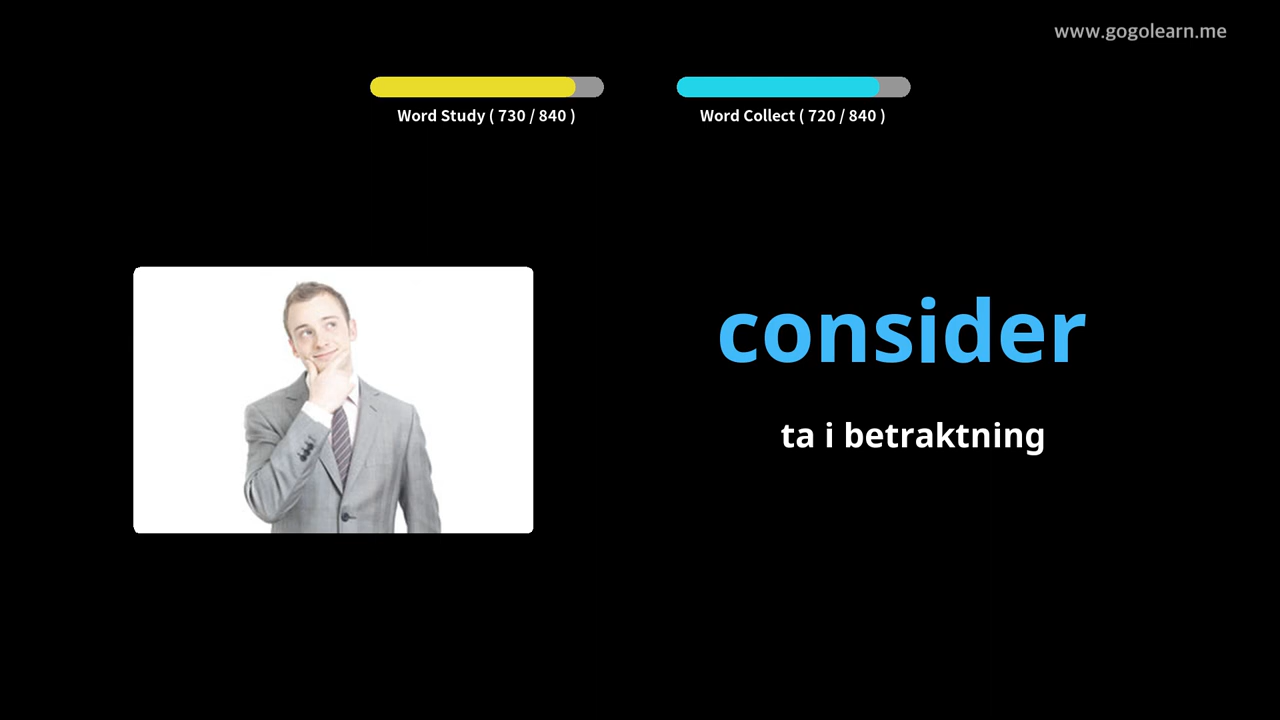 www.gogolearn.me
Word Study ( 730 / 840 )
Word Collect ( 720 / 840 )
consider
ta i betraktning